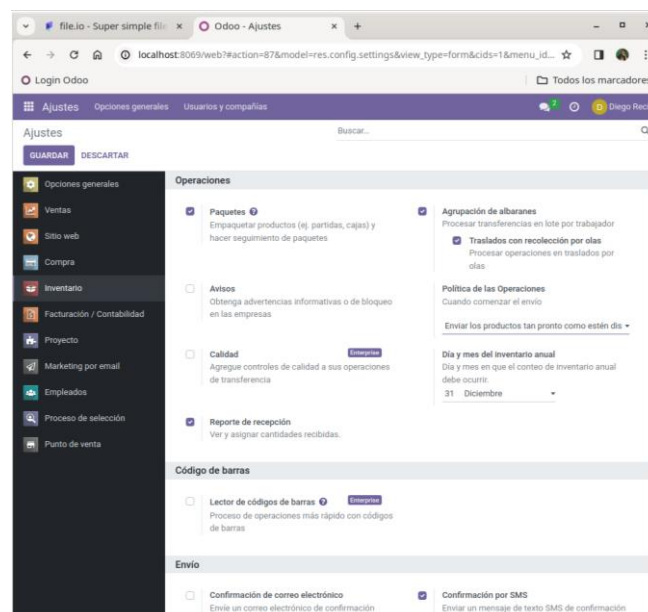 file.io - Super simple file
Odoo - Ajustes
localhost:8069/web?#action=87&model=res.config.settings&view_type=form&cids=1&menu_id...
Login Odoo
Todos los marcadores
Ajustes
Opciones generales
Usuarios y compañías
2
D
Diego Reci
Ajustes
Buscar...
GUARDAR
DESCARTAR
Opciones generales
Ventas
Sitio web
Compra
Inventario
Facturación / Contabilidad
Proyecto
Marketing por email
Empleados
Proceso de selección
Punto de venta
Operaciones
Paquetes
Empaquetar productos (ej. partidas, cajas) y
hacer seguimiento de paquetes
Agrupación de albaranes
Procesar transferencias en lote por trabajador
Traslados con recolección por olas
Procesar operaciones en traslados por
olas
Avisos
Obtenga advertencias informativas o de bloqueo
en las empresas
Política de las Operaciones
Cuando comenzar el envío
Enviar los productos tan pronto como estén dis
Calidad
Enterprise
Agregue controles de calidad a sus operaciones
de transferencia
Día y mes del inventario anual
Día y mes en que el conteo de inventario anual
debe ocurrir.
31 Diciembre
Reporte de recepción
Ver y asignar cantidades recibidas.
Código de barras
Lector de códigos de barras
Enterprise
Proceso de operaciones más rápido con códigos
de barras
Envío
Confirmación de correo electrónico
Envíe un correo electrónico de confirmación
Confirmación por SMS
Enviar un mensaje de texto SMS de confirmación